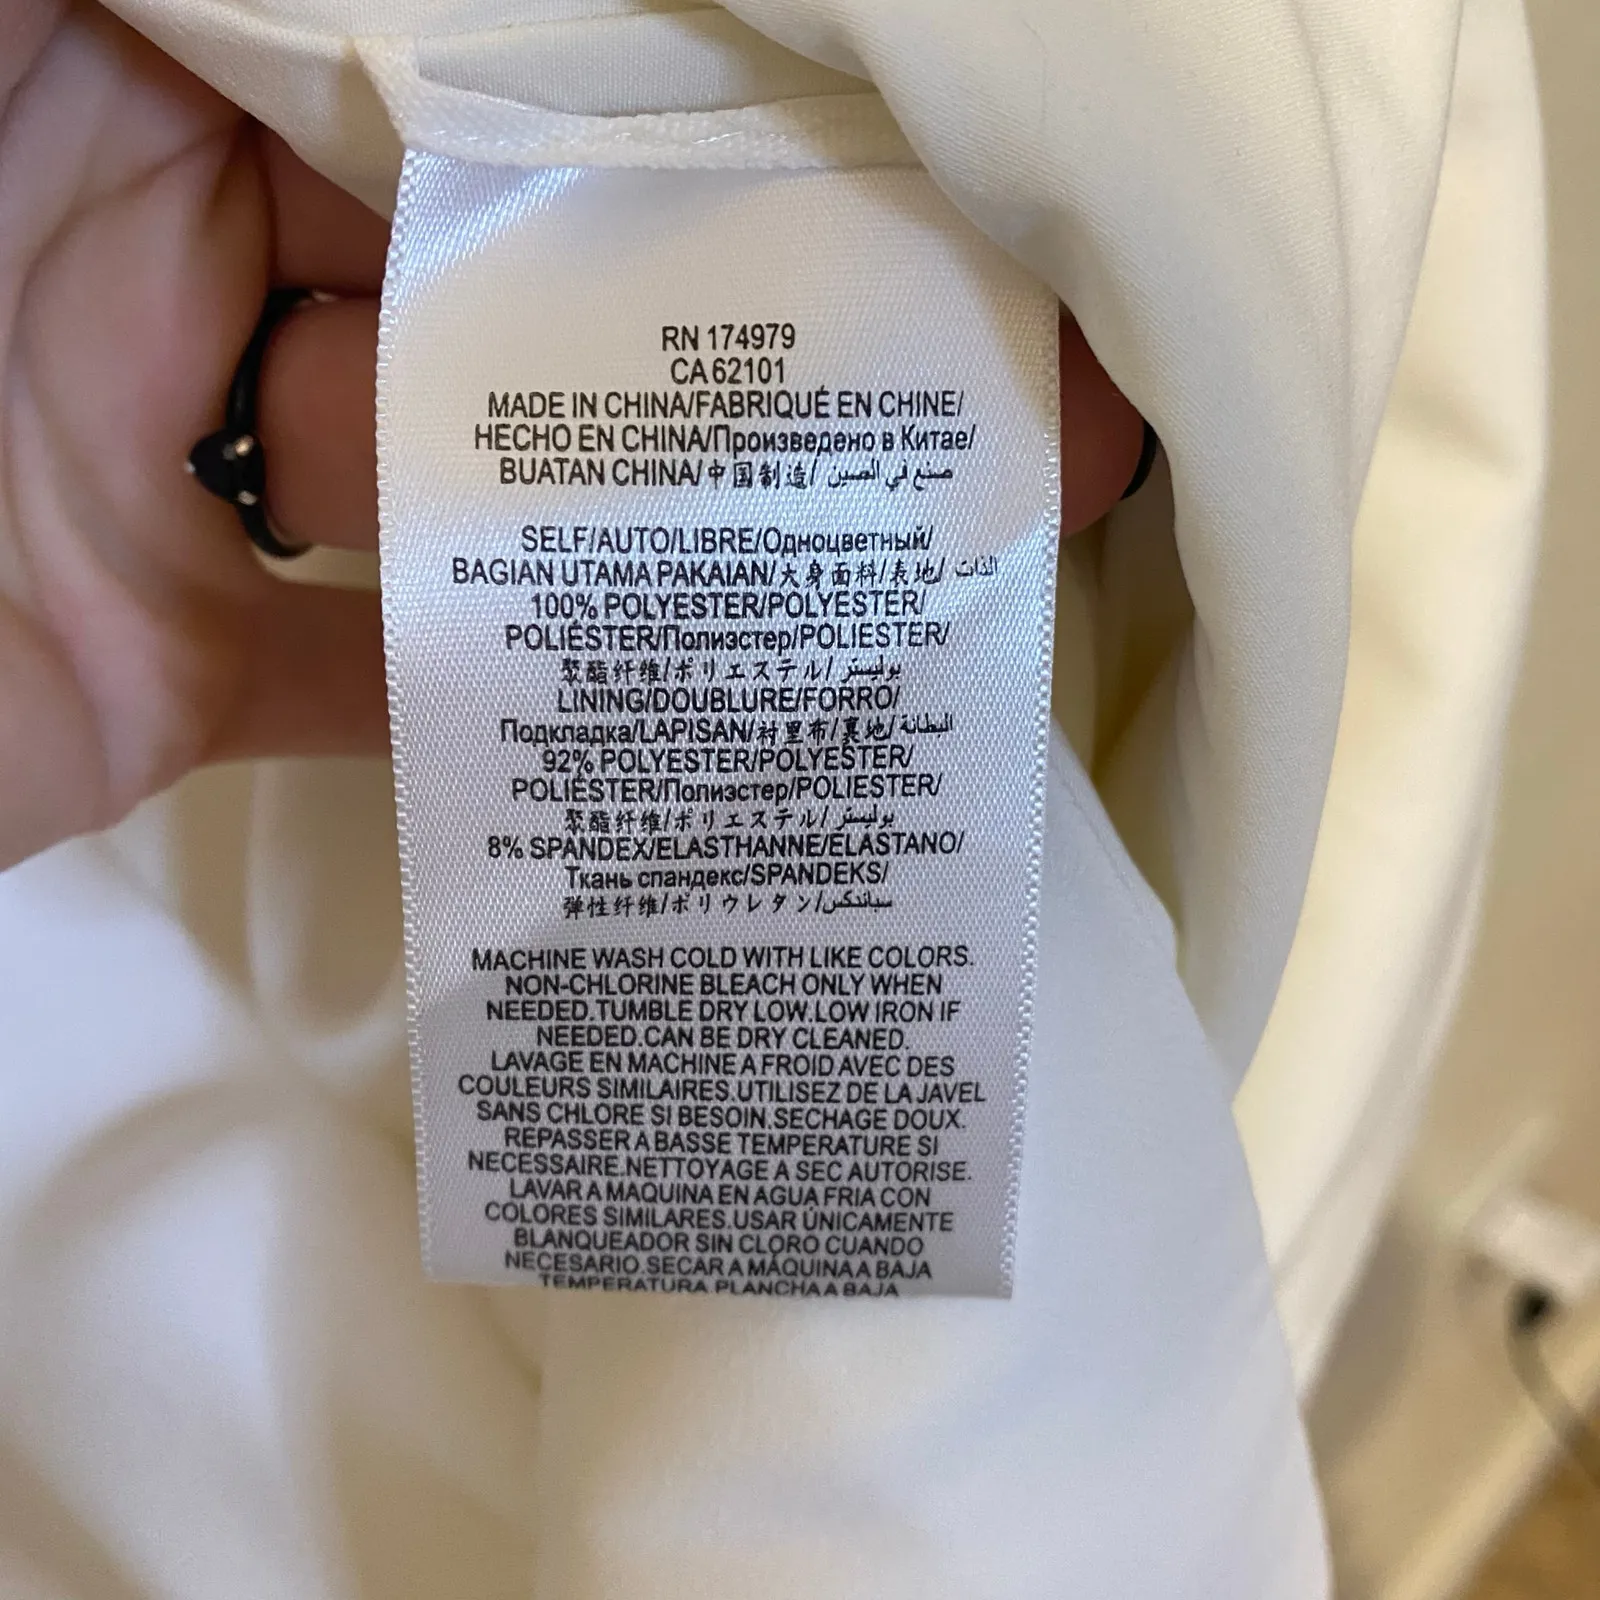 RN 174979
CA 62101
MADE IN CHINA/FABRIQUÉ EN CHINE/
HECHO EN CHINA/Произведено в Китае/
BUATAN CHINA/中国制造/ صنع في الصين
SELF/AUTO/LIBRE/Одноцветный/
BAGIAN UTAMA PAKAIAN/大身面料/表地/ الذات
100% POLYESTER/POLYESTER/
POLIÉSTER/Полиэстер/POLIESTER/
聚酯纤维/ポリエステル/ بوليستر
LINING/DOUBLURE/FORRO/
Подкладка/LAPISAN/衬里布/裏地/ البطانة
92% POLYESTER/POLYESTER/
POLIÉSTER/Полиэстер/POLIESTER/
聚酯纤维/ポリエステル/ بوليستر
8% SPANDEX/ELASTHANNE/ELASTANO/
Ткань спандекс/SPANDEKS/
弹性纤维/ポリウレタン/سباندكس
MACHINE WASH COLD WITH LIKE COLORS.
NON-CHLORINE BLEACH ONLY WHEN
NEEDED.TUMBLE DRY LOW.LOW IRON IF
NEEDED.CAN BE DRY CLEANED.
LAVAGE EN MACHINE A FROID AVEC DES
COULEURS SIMILAIRES.UTILISEZ DE LA JAVEL
SANS CHLORE SI BESOIN.SECHAGE DOUX.
REPASSER A BASSE TEMPERATURE SI
NECESSAIRE.NETTOYAGE A SEC AUTORISE.
LAVAR A MAQUINA EN AGUA FRIA CON
COLORES SIMILARES.USAR ÚNICAMENTE
BLANQUEADOR SIN CLORO CUANDO
NECESARIO.SECAR A MÁQUINA A BAJA
TEMPERATURA.PLANCHA A BAJA